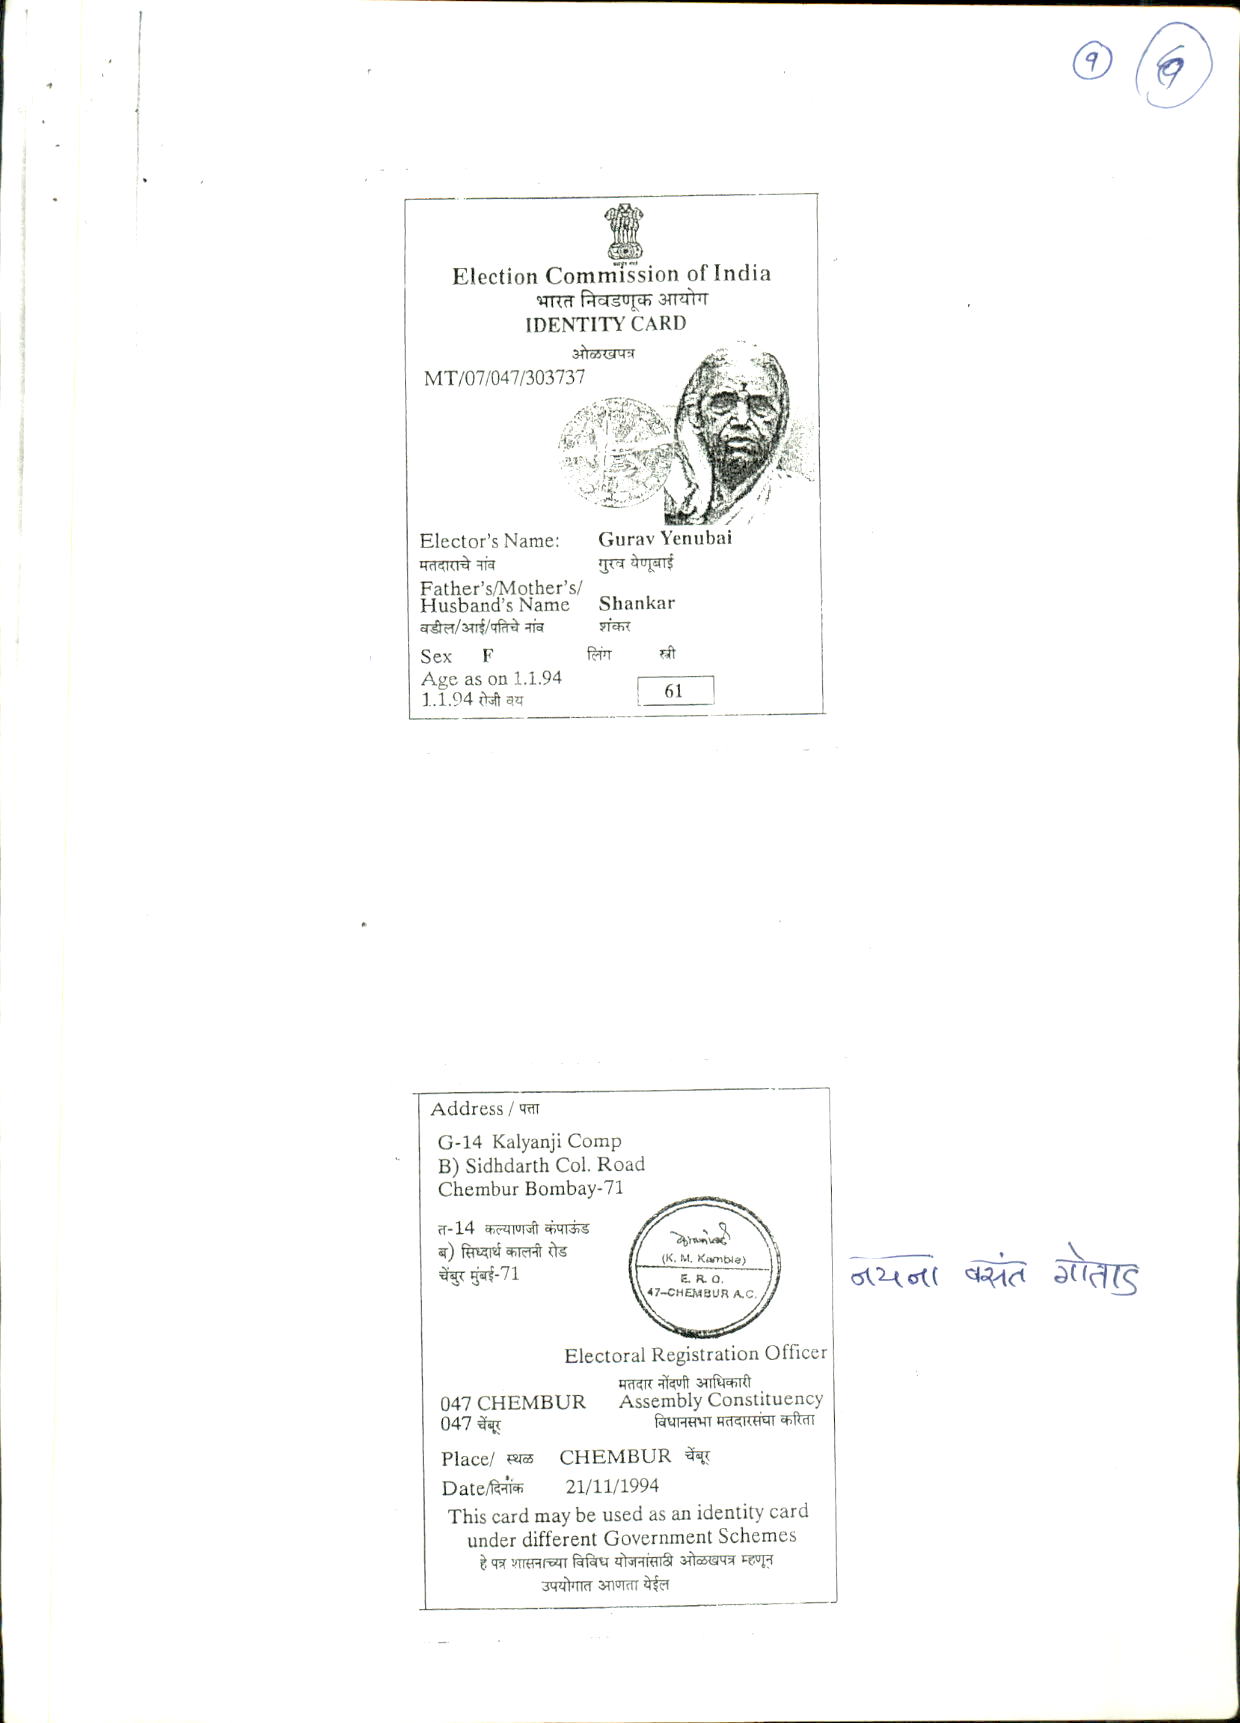 ९
Election Commission of India
भारत निवडणूक आयोग
IDENTITY CARD
ओळखपत्र
MT/07/047/303737
Elector's Name: Gurav Yenubai
मतदाराचे नांव गुरव येणूबाई
Father's/Mother's/
Husband's Name Shankar
वडील/आई/पतिचे नांव शंकर
Sex F लिंग स्त्री
Age as on 1.1.94
1.1.94 रोजी वय 61
Address / पत्ता
G-14 Kalyanji Comp
B) Sidhdarth Col. Road
Chembur Bombay-71
त-14 कल्याणजी कंपाऊंड
ब) सिध्दार्थ कालनी रोड
चेंबुर मुंबई-71
(K. M. Kamble)
E. R. O.
47-CHEMBUR A.C.
नयना वसंत गोताड
Electoral Registration Officer
मतदार नोंदणी आधिकारी
047 CHEMBUR Assembly Constituency
047 चेंबूर विधानसभा मतदारसंघा करिता
Place/ स्थळ CHEMBUR चेंबूर
Date/दिनांक 21/11/1994
This card may be used as an identity card
under different Government Schemes
हे पत्र शासनाच्या विविध योजनांसाठी ओळखपत्र म्हणून
उपयोगात आणता येईल